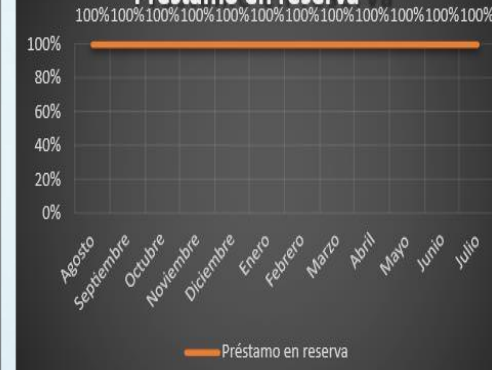 Préstamo en reserva
100%100%100%100%100%100%100%100%100%100%100%100%
100%
80%
60%
40%
20%
0%
Agosto
Septiembre
Octubre
Noviembre
Diciembre
Enero
Febrero
Marzo
Abril
Mayo
Junio
Julio
Préstamo en reserva